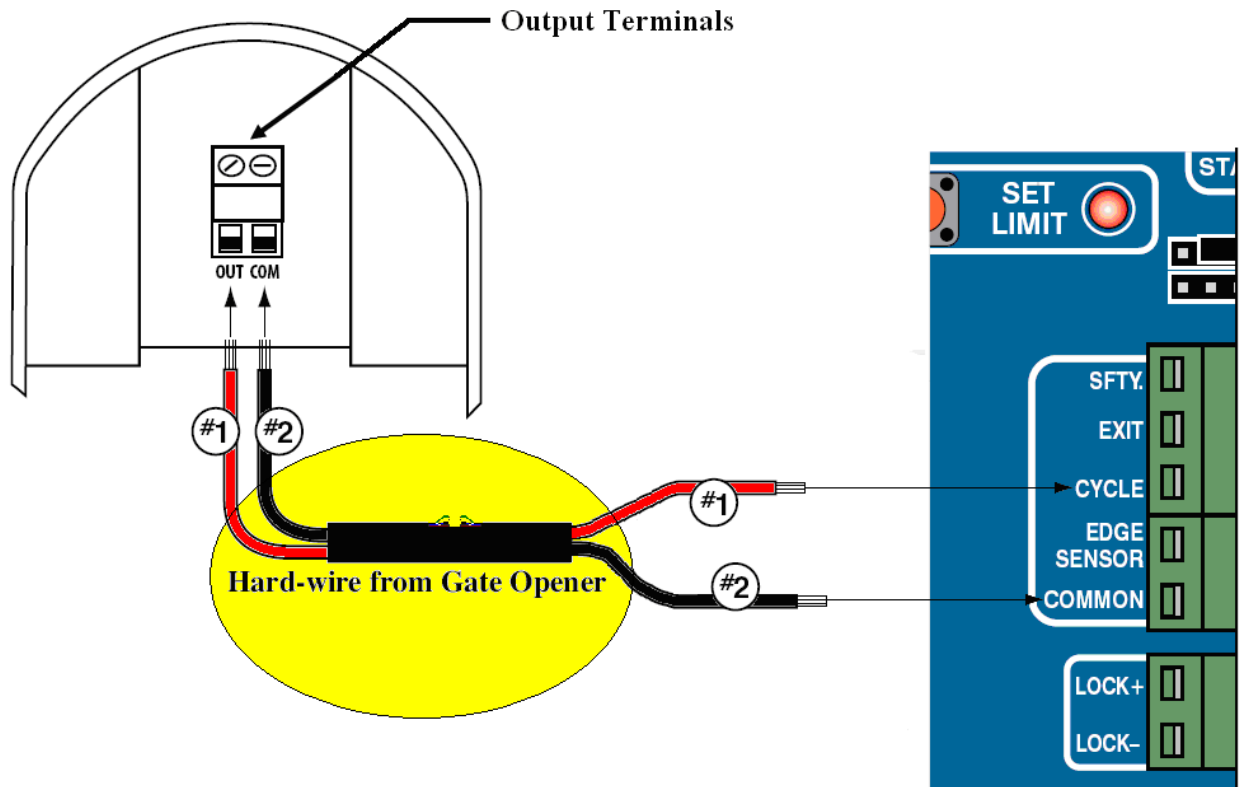 Output Terminals
OUT COM
#1
#2
Hard-wire from Gate Opener
#1
#2
SET
LIMIT
STA
SFTY.
EXIT
CYCLE
EDGE
SENSOR
COMMON
LOCK+
LOCK–